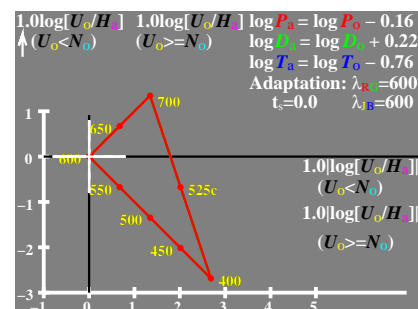 1.0log[Uₒ/Hₐ] 1.0log[Uₒ/Hₐ] log Pₐ = log Pₒ − 0.16
(Uₒ<Nₒ) (Uₒ>=Nₒ) log Dₐ = log Dₒ + 0.22
log Tₐ = log Tₒ − 0.76
Adaptation: λRG=600
tₛ=0.0 λJB=600
700
1
650
0
600
1.0|log[Uₒ/Hₐ]|
550
525c
(Uₒ<Nₒ)
−1
500
1.0|log[Uₒ/Hₐ]|
450
(Uₒ>=Nₒ)
−2
400
−3
−1 0 1 2 3 4 5